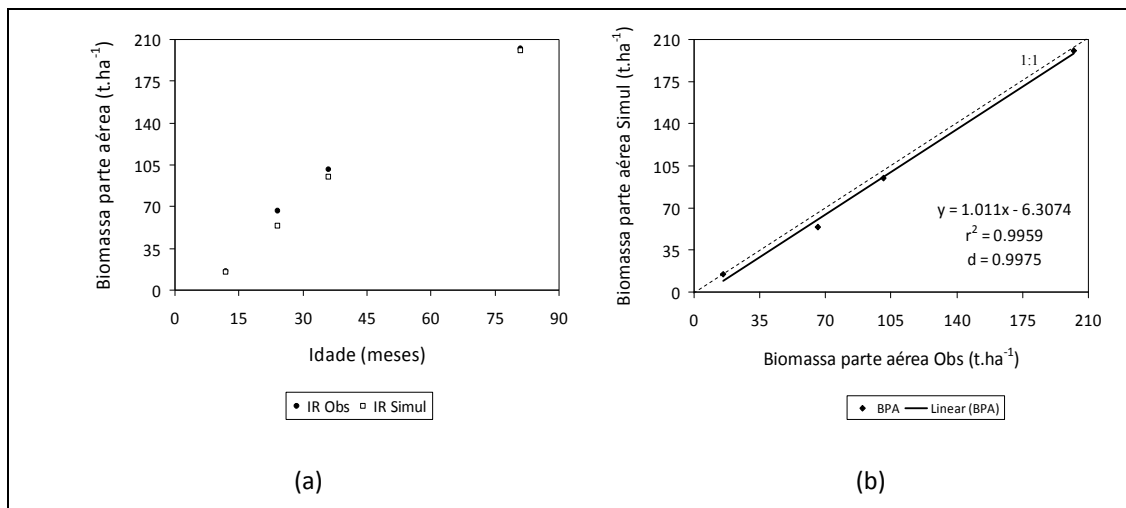 Biomassa parte aérea (t.ha⁻¹)
210
175
140
105
70
35
0
0 15 30 45 60 75 90
Idade (meses)
IR Obs IR Simul
(a)
Biomassa parte aérea Simul (t.ha⁻¹)
210
175
140
105
70
35
0
1:1
y = 1.011x - 6.3074
r² = 0.9959
d = 0.9975
0 35 70 105 140 175 210
Biomassa parte aérea Obs (t.ha⁻¹)
BPA Linear (BPA)
(b)